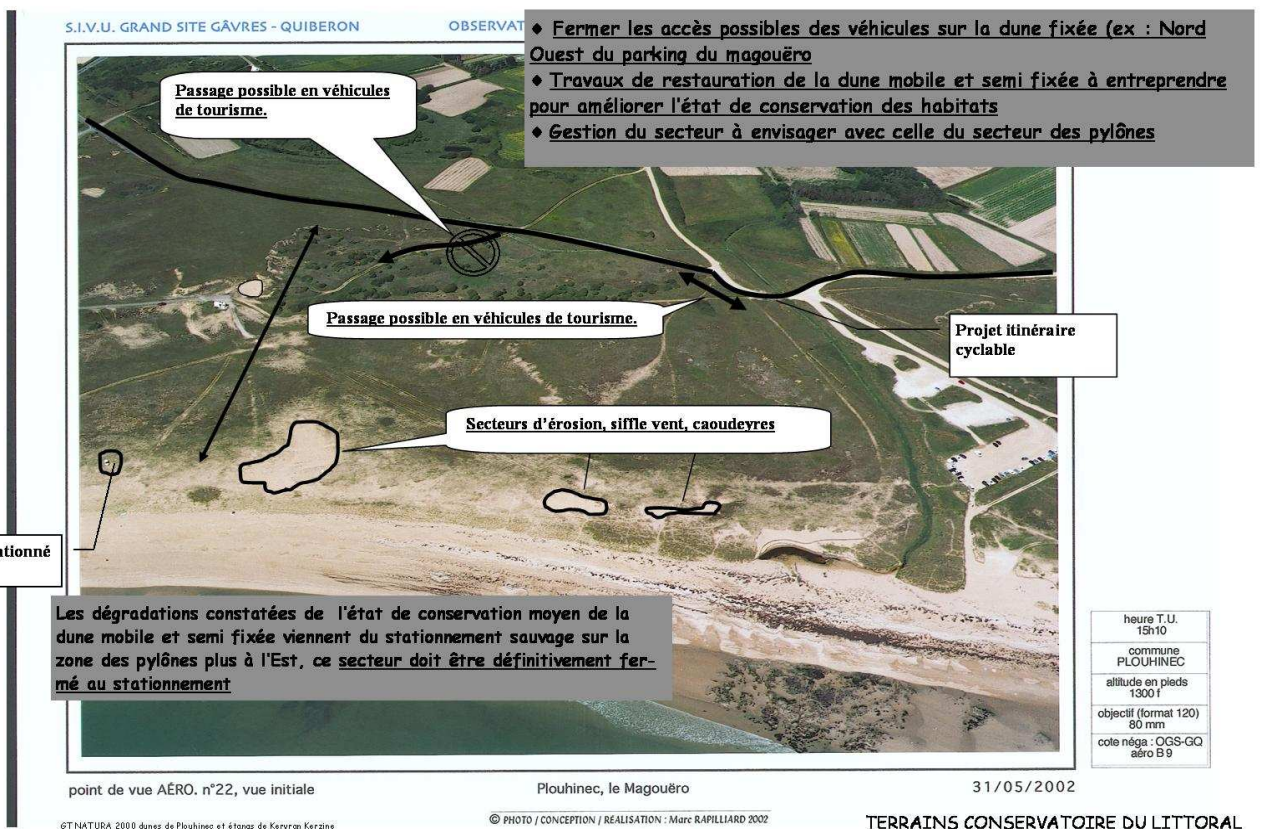 S.I.V.U. GRAND SITE GÂVRES - QUIBERON
OBSERVAT
♦ Fermer les accès possibles des véhicules sur la dune fixée (ex : Nord
Ouest du parking du magouëro
♦ Travaux de restauration de la dune mobile et semi fixée à entreprendre
pour améliorer l'état de conservation des habitats
♦ Gestion du secteur à envisager avec celle du secteur des pylônes
Passage possible en véhicules
de tourisme.
Passage possible en véhicules de tourisme.
Projet itinéraire
cyclable
Secteurs d'érosion, siffle vent, caoudeyres
ationné
Les dégradations constatées de l'état de conservation moyen de la
dune mobile et semi fixée viennent du stationnement sauvage sur la
zone des pylônes plus à l'Est, ce secteur doit être définitivement fer-
mé au stationnement
heure T.U.
15h10
commune
PLOUHINEC
altitude en pieds
1300 f
objectif (format 120)
80 mm
cote néga : OGS-GQ
aéro B 9
point de vue AÉRO. n°22, vue initiale
Plouhinec, le Magouëro
31/05/2002
GT NATURA 2000 dunes de Plouhinec et étangs de Kervran Kerzine
© PHOTO / CONCEPTION / RÉALISATION : Marc RAPILLIARD 2002
TERRAINS CONSERVATOIRE DU LITTORAL